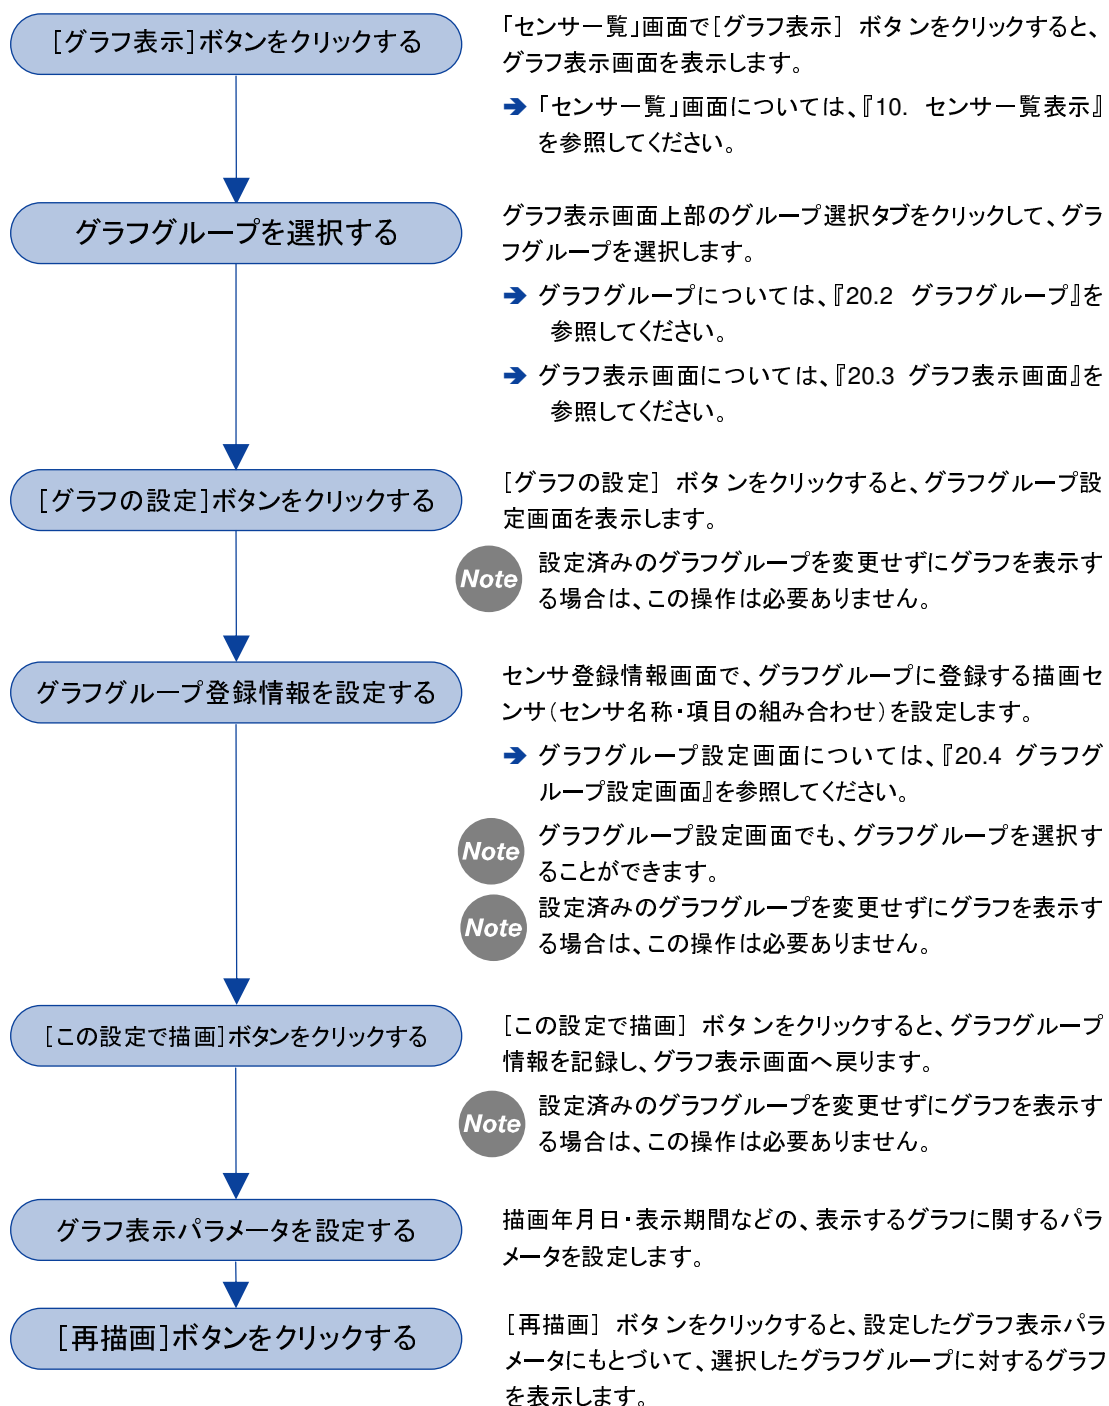 [グラフ表示]ボタンをクリックする
「センサ一覧」画面で[グラフ表示] ボタンをクリックすると、
グラフ表示画面を表示します。
➔ 「センサ一覧」画面については、『10. センサ一覧表示』
を参照してください。
グラフグループを選択する
グラフ表示画面上部のグループ選択タブをクリックして、グラ
フグループを選択します。
➔ グラフグループについては、『20.2 グラフグループ』を
参照してください。
➔ グラフ表示画面については、『20.3 グラフ表示画面』を
参照してください。
[グラフの設定]ボタンをクリックする
[グラフの設定] ボタンをクリックすると、グラフグループ設
定画面を表示します。
Note 設定済みのグラフグループを変更せずにグラフを表示す
る場合は、この操作は必要ありません。
グラフグループ登録情報を設定する
センサ登録情報画面で、グラフグループに登録する描画セ
ンサ(センサ名称・項目の組み合わせ)を設定します。
➔ グラフグループ設定画面については、『20.4 グラフグ
ループ設定画面』を参照してください。
Note グラフグループ設定画面でも、グラフグループを選択す
ることができます。
Note 設定済みのグラフグループを変更せずにグラフを表示す
る場合は、この操作は必要ありません。
[この設定で描画]ボタンをクリックする
[この設定で描画] ボタンをクリックすると、グラフグループ
情報を記録し、グラフ表示画面へ戻ります。
Note 設定済みのグラフグループを変更せずにグラフを表示す
る場合は、この操作は必要ありません。
グラフ表示パラメータを設定する
描画年月日・表示期間などの、表示するグラフに関するパラ
メータを設定します。
[再描画]ボタンをクリックする
[再描画] ボタンをクリックすると、設定したグラフ表示パラ
メータにもとづいて、選択したグラフグループに対するグラフ
を表示します。